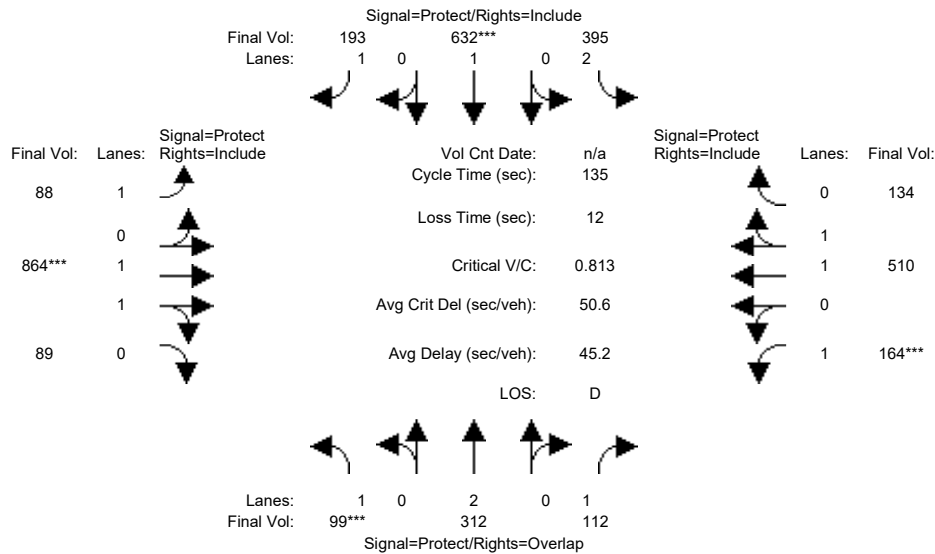 Signal=Protect/Rights=Include
Final Vol: 193 632*** 395
Lanes: 1 0 1 0 2
Signal=Protect Signal=Protect
Final Vol: Lanes: Rights=Include Vol Cnt Date: n/a Rights=Include Lanes: Final Vol:
Cycle Time (sec): 135
88 1 0 134
Loss Time (sec): 12
0 1
864*** 1 Critical V/C: 0.813 1 510
1 Avg Crit Del (sec/veh): 50.6 0
89 0 Avg Delay (sec/veh): 45.2 1 164***
LOS: D
Lanes: 1 0 2 0 1
Final Vol: 99*** 312 112
Signal=Protect/Rights=Overlap